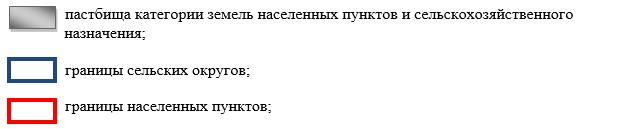 пастбища категории земель населенных пунктов и сельскохозяйственного
назначения;
границы сельских округов;
границы населенных пунктов;